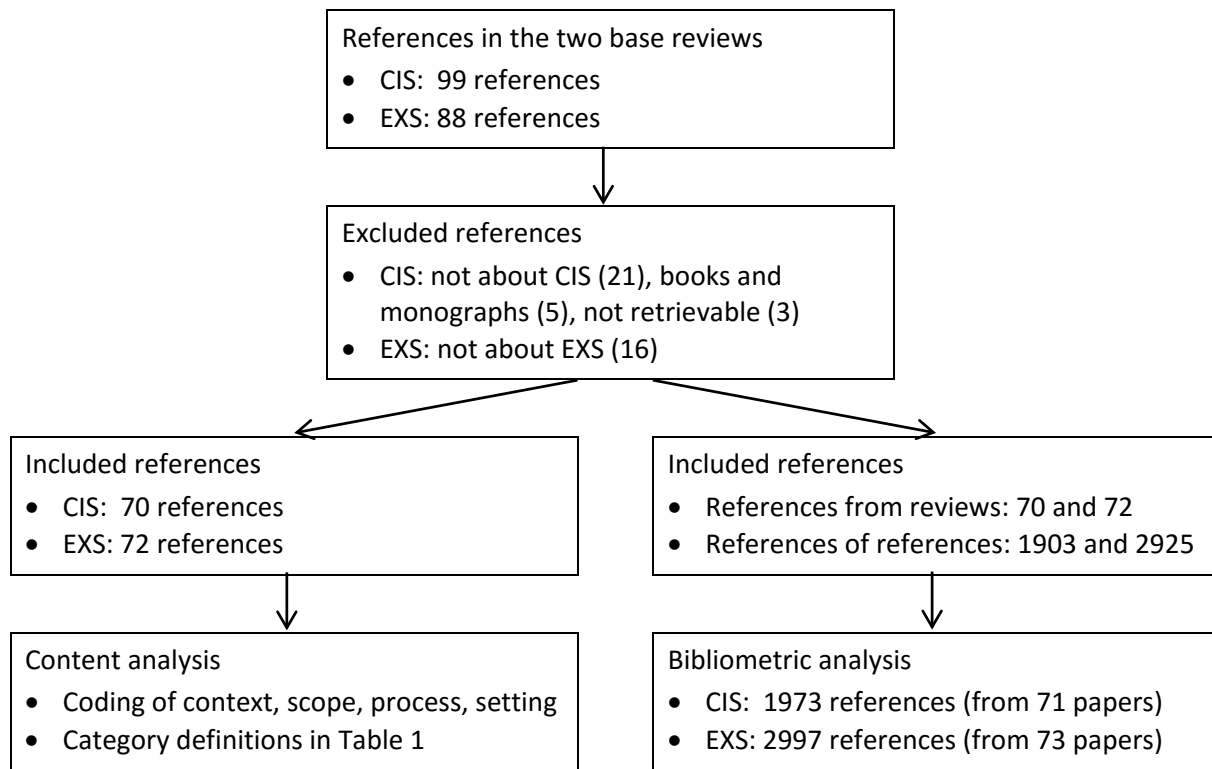 References in the two base reviews
• CIS: 99 references
• EXS: 88 references
Excluded references
• CIS: not about CIS (21), books and
monographs (5), not retrievable (3)
• EXS: not about EXS (16)
Included references
• CIS: 70 references
• EXS: 72 references
Included references
• References from reviews: 70 and 72
• References of references: 1903 and 2925
Content analysis
• Coding of context, scope, process, setting
• Category definitions in Table 1
Bibliometric analysis
• CIS: 1973 references (from 71 papers)
• EXS: 2997 references (from 73 papers)